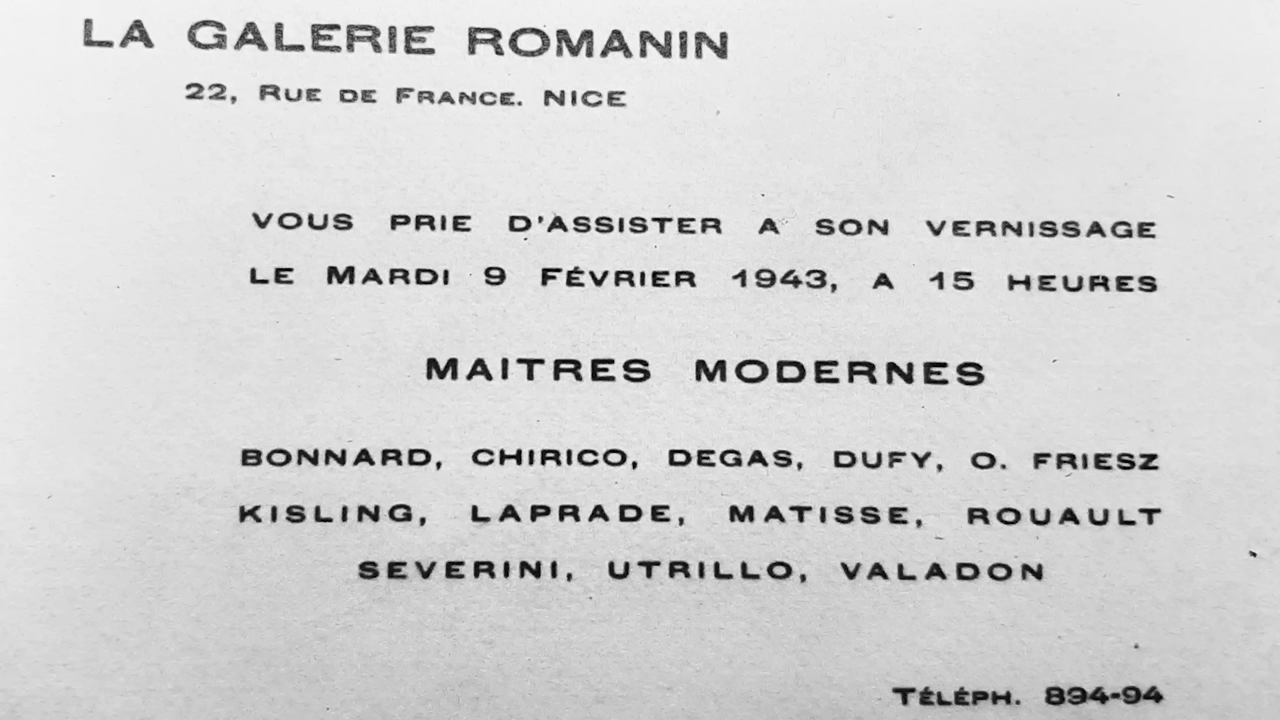 LA GALERIE ROMANIN
22, RUE DE FRANCE. NICE
VOUS PRIE D'ASSISTER A SON VERNISSAGE
LE MARDI 9 FÉVRIER 1943, A 15 HEURES
MAITRES MODERNES
BONNARD, CHIRICO, DEGAS, DUFY, O. FRIESZ
KISLING, LAPRADE, MATISSE, ROUAULT
SEVERINI, UTRILLO, VALADON
TÉLÉPH. 894-94